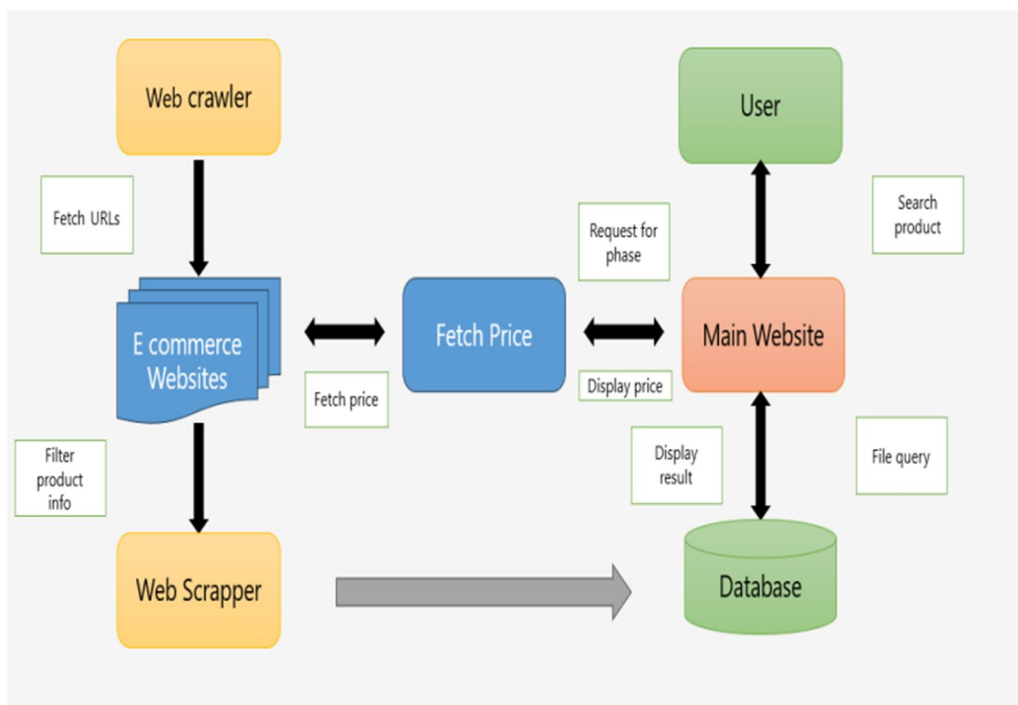 Web crawler
User
Fetch URLs
Search
product
Request for
phase
E commerce
Websites
Fetch Price
Main Website
Fetch price
Display price
Filter
product
info
Display
result
File query
Web Scrapper
Database